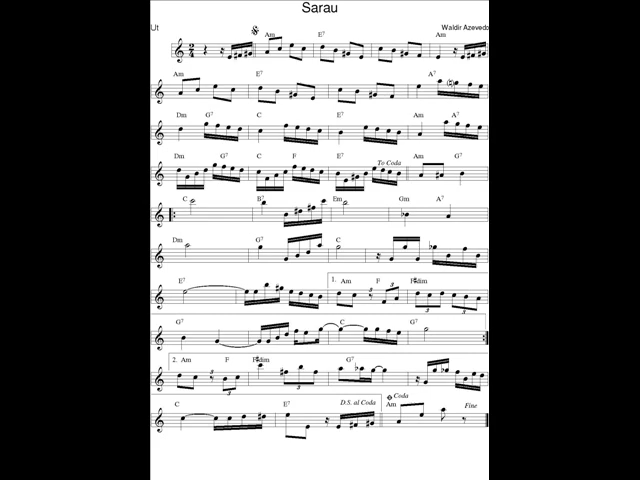 Sarau
Ut
Waldir Azevedo
Am E7 Am
Am E7 A7
Dm G7 C E7 Am A7
Dm G7 C F E7 To Coda Am G7
C B7 Em Gm A7
Dm G7 C
E7 1. Am F F#dim
G7 C G7
2. Am F F#dim G7
C E7 D.S. al Coda Coda Am Fine